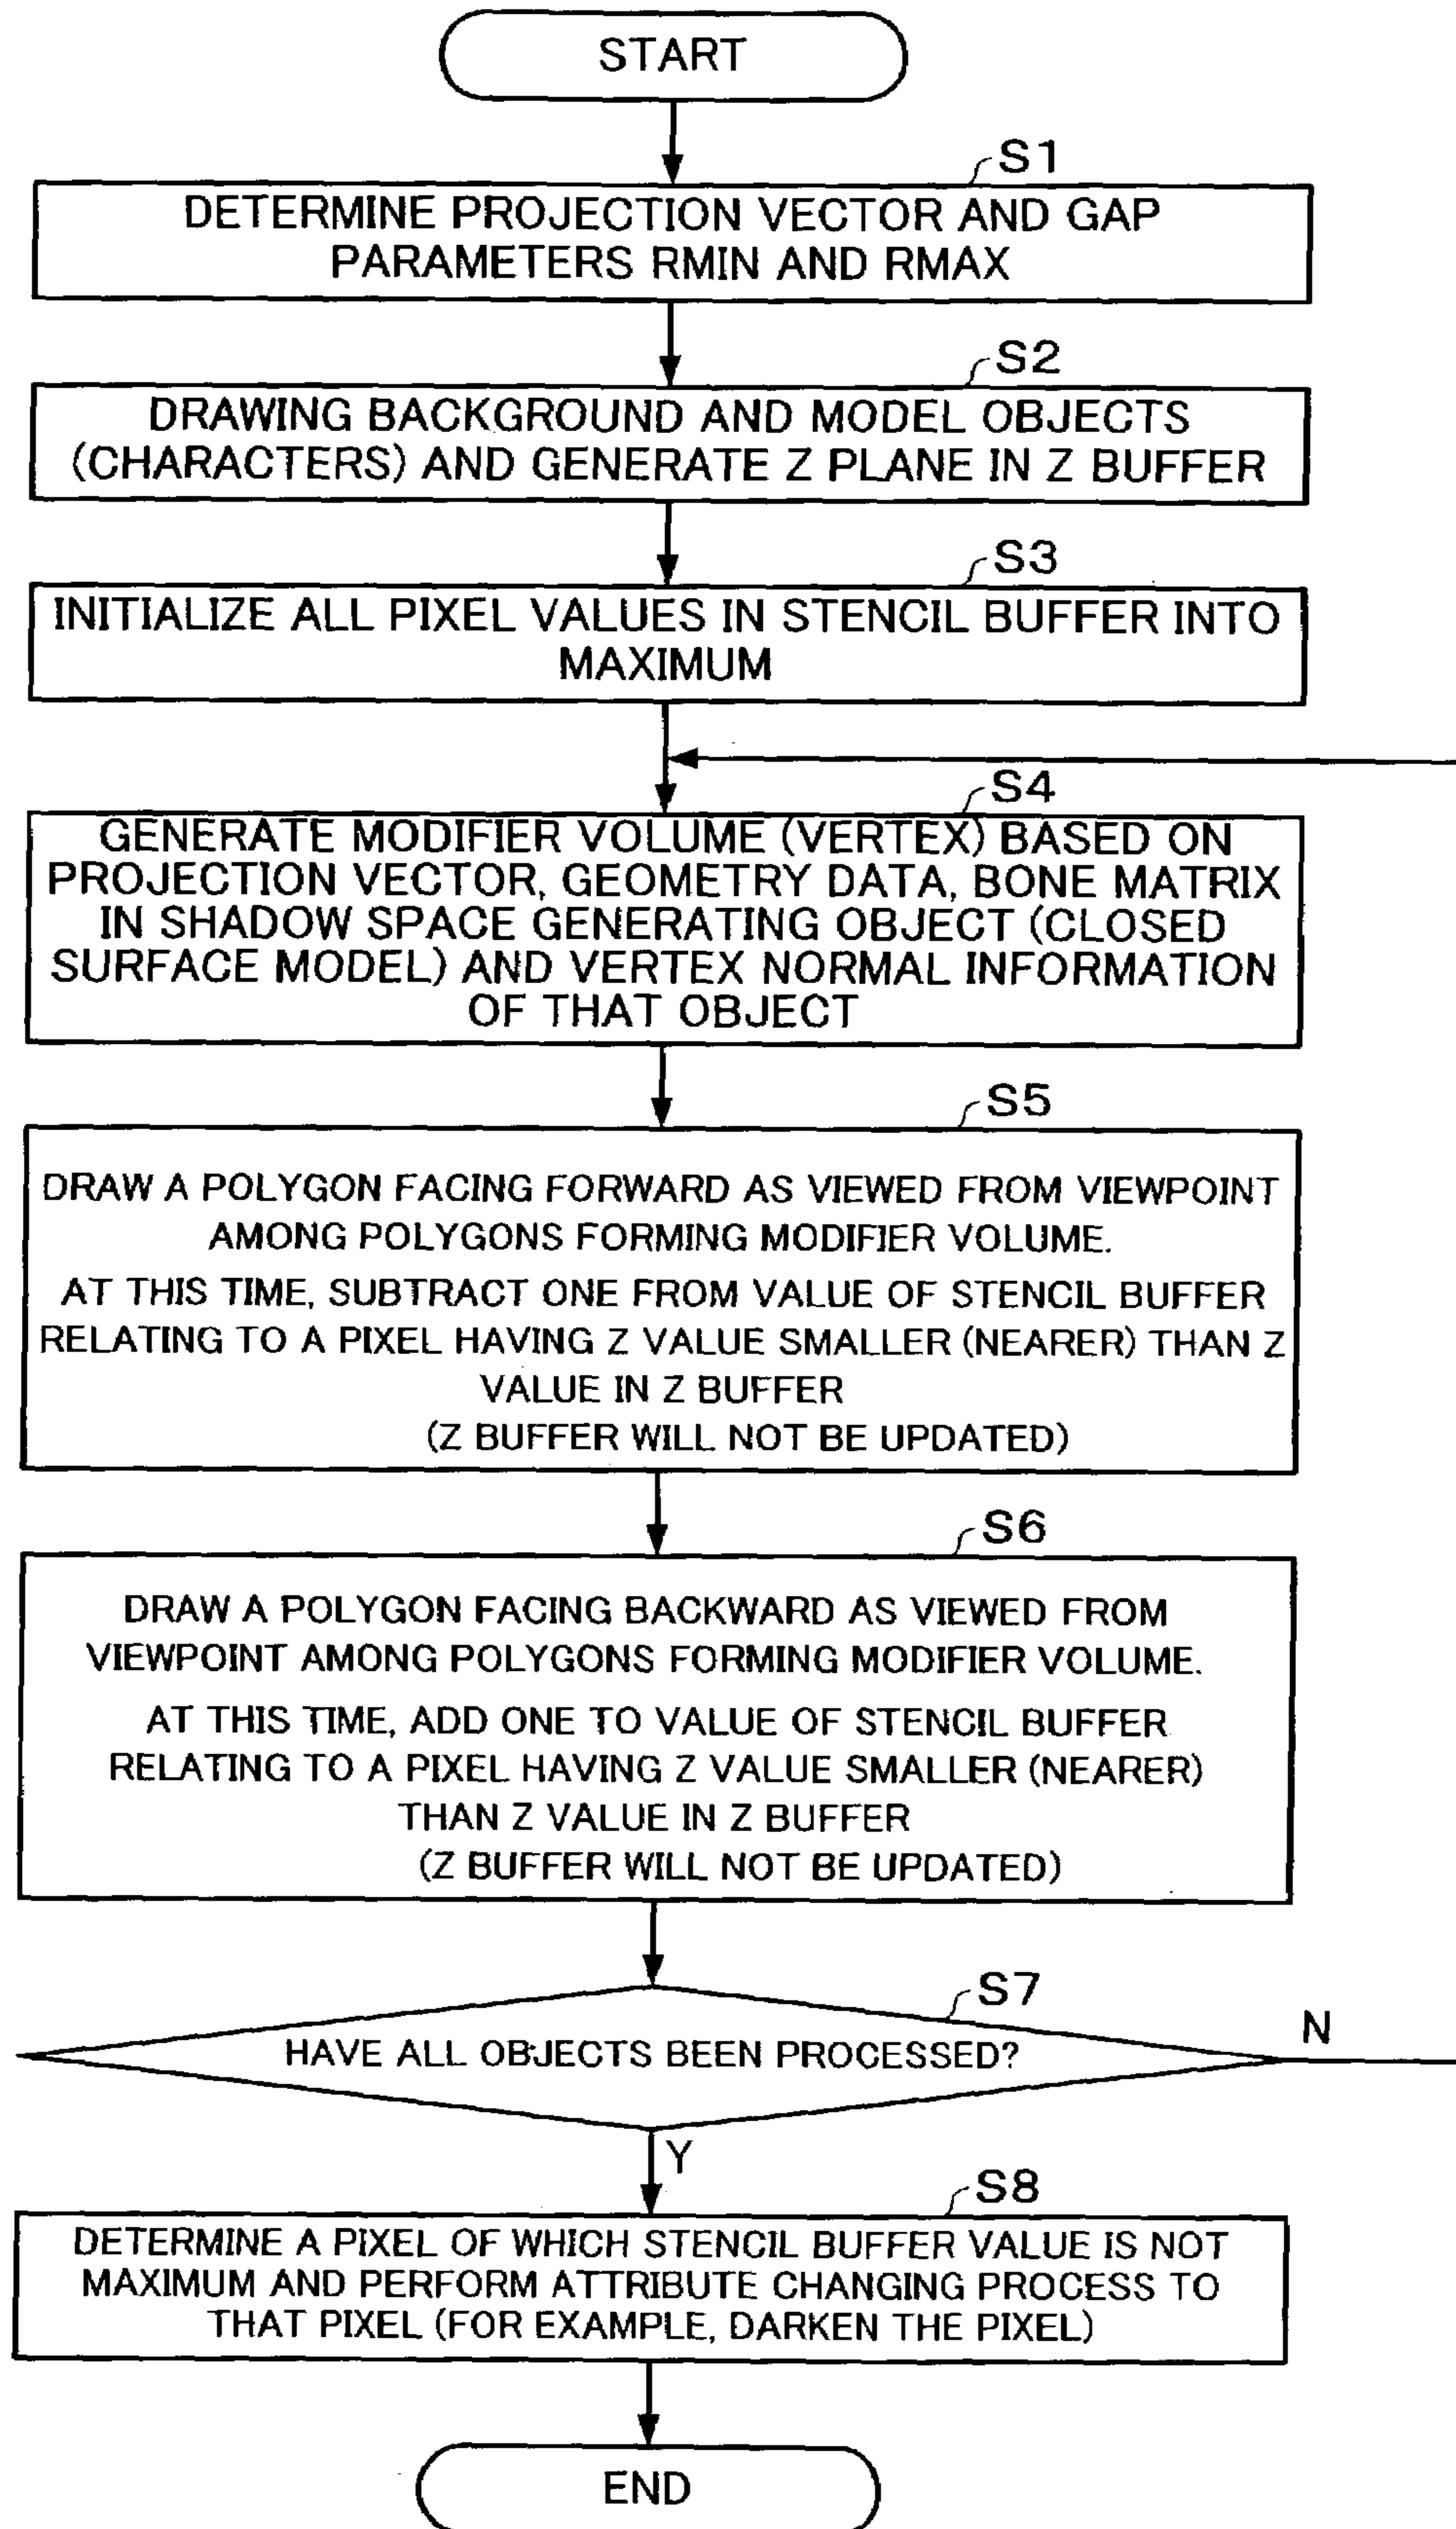 START
S1
DETERMINE PROJECTION VECTOR AND GAP
PARAMETERS RMIN AND RMAX
S2
DRAWING BACKGROUND AND MODEL OBJECTS
(CHARACTERS) AND GENERATE Z PLANE IN Z BUFFER
S3
INITIALIZE ALL PIXEL VALUES IN STENCIL BUFFER INTO
MAXIMUM
S4
GENERATE MODIFIER VOLUME (VERTEX) BASED ON
PROJECTION VECTOR, GEOMETRY DATA, BONE MATRIX
IN SHADOW SPACE GENERATING OBJECT (CLOSED
SURFACE MODEL) AND VERTEX NORMAL INFORMATION
OF THAT OBJECT
S5
DRAW A POLYGON FACING FORWARD AS VIEWED FROM VIEWPOINT
AMONG POLYGONS FORMING MODIFIER VOLUME.
AT THIS TIME, SUBTRACT ONE FROM VALUE OF STENCIL BUFFER
RELATING TO A PIXEL HAVING Z VALUE SMALLER (NEARER) THAN Z
VALUE IN Z BUFFER
(Z BUFFER WILL NOT BE UPDATED)
S6
DRAW A POLYGON FACING BACKWARD AS VIEWED FROM
VIEWPOINT AMONG POLYGONS FORMING MODIFIER VOLUME.
AT THIS TIME, ADD ONE TO VALUE OF STENCIL BUFFER
RELATING TO A PIXEL HAVING Z VALUE SMALLER (NEARER)
THAN Z VALUE IN Z BUFFER
(Z BUFFER WILL NOT BE UPDATED)
S7
HAVE ALL OBJECTS BEEN PROCESSED?
N
Y
S8
DETERMINE A PIXEL OF WHICH STENCIL BUFFER VALUE IS NOT
MAXIMUM AND PERFORM ATTRIBUTE CHANGING PROCESS TO
THAT PIXEL (FOR EXAMPLE, DARKEN THE PIXEL)
END